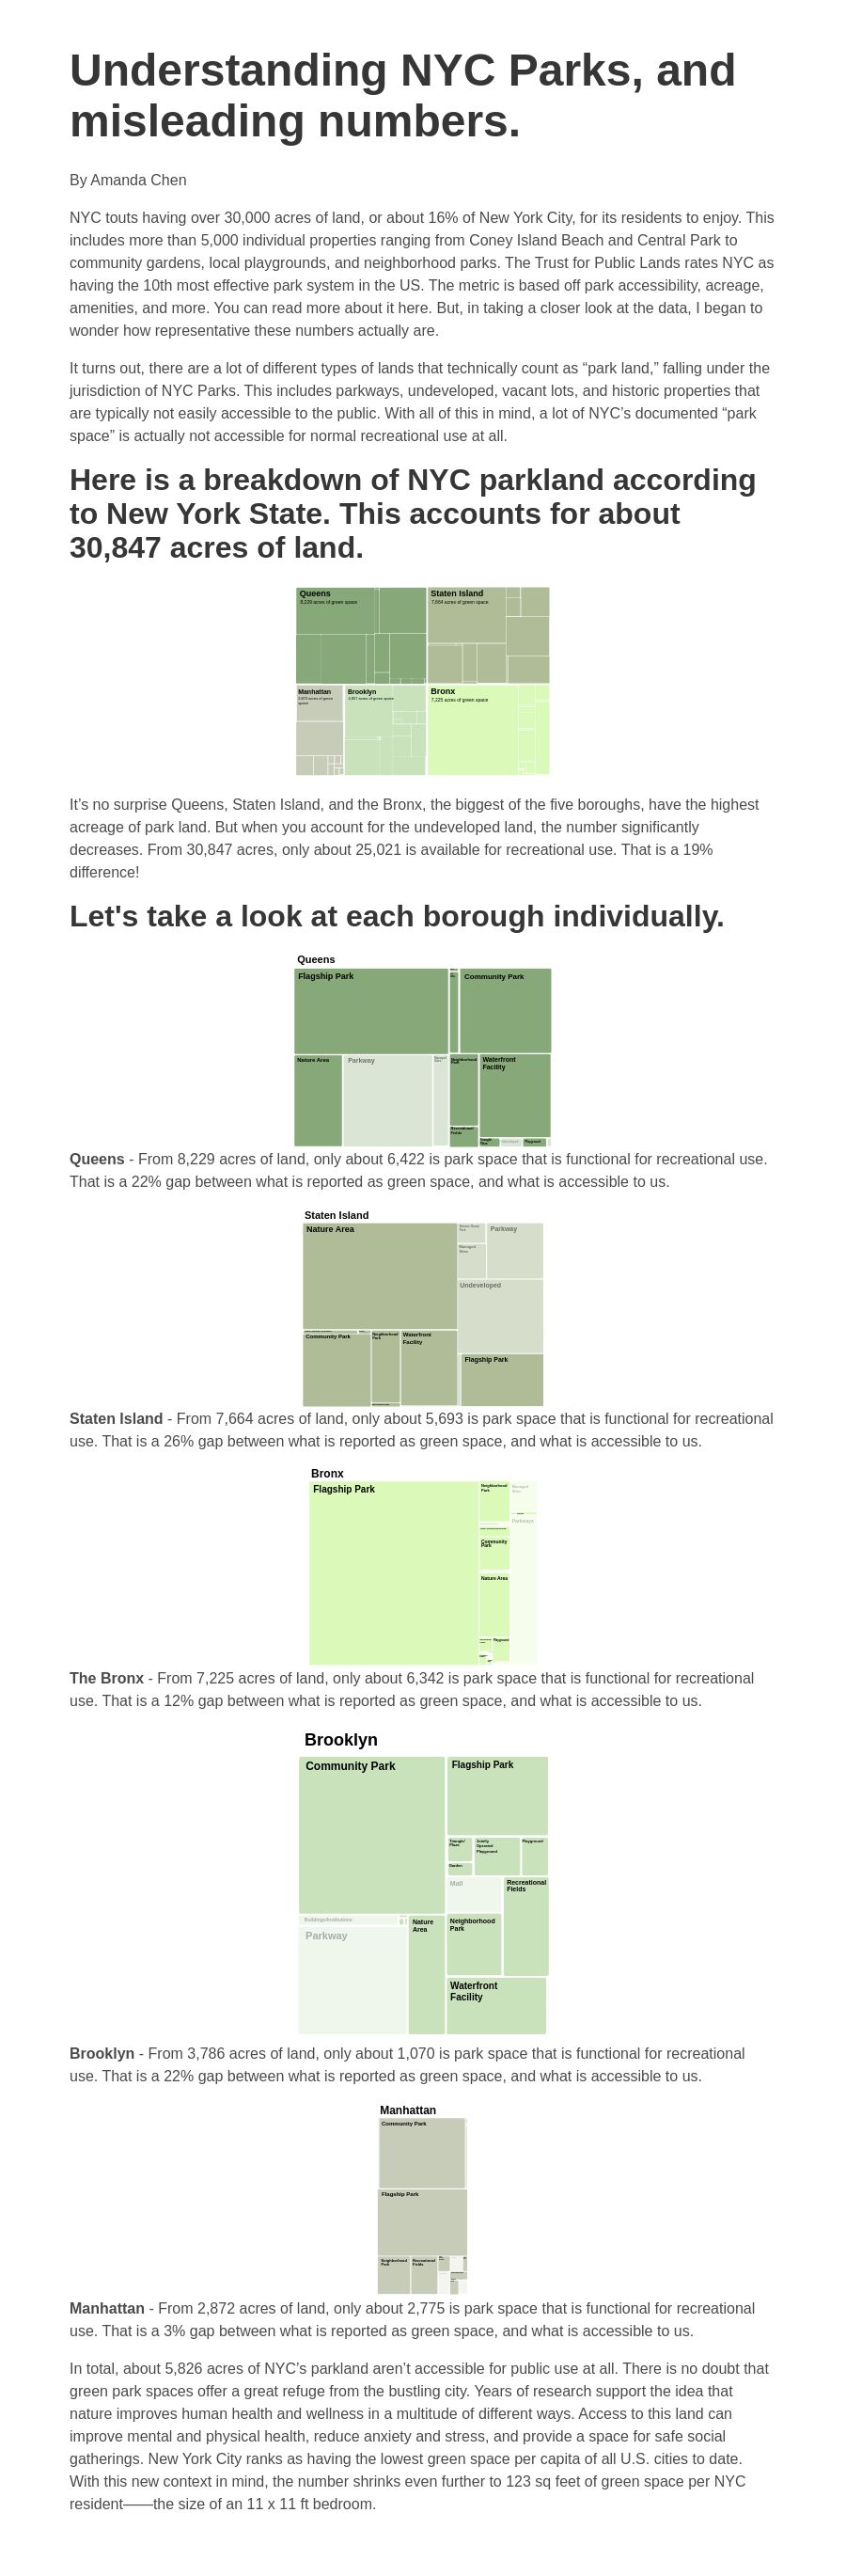 Understanding NYC Parks, and
misleading numbers.
By Amanda Chen
NYC touts having over 30,000 acres of land, or about 16% of New York City, for its residents to enjoy. This
includes more than 5,000 individual properties ranging from Coney Island Beach and Central Park to
community gardens, local playgrounds, and neighborhood parks. The Trust for Public Lands rates NYC as
having the 10th most effective park system in the US. The metric is based off park accessibility, acreage,
amenities, and more. You can read more about it here. But, in taking a closer look at the data, I began to
wonder how representative these numbers actually are.
It turns out, there are a lot of different types of lands that technically count as “park land,” falling under the
jurisdiction of NYC Parks. This includes parkways, undeveloped, vacant lots, and historic properties that
are typically not easily accessible to the public. With all of this in mind, a lot of NYC’s documented “park
space” is actually not accessible for normal recreational use at all.
Here is a breakdown of NYC parkland according
to New York State. This accounts for about
30,847 acres of land.
Queens
8,229 acres of green space
Staten Island
7,664 acres of green space
Manhattan
2,872 acres of green
space
Brooklyn
Bronx
7,225 acres of green space
It’s no surprise Queens, Staten Island, and the Bronx, the biggest of the five boroughs, have the highest
acreage of park land. But when you account for the undeveloped land, the number significantly
decreases. From 30,847 acres, only about 25,021 is available for recreational use. That is a 19%
difference!
Let's take a look at each borough individually.
Queens
Flagship Park
Community Park
Nature Area
Parkway
Neighborhood
Park
Waterfront
Facility
Recreational
Fields
Playground
Queens - From 8,229 acres of land, only about 6,422 is park space that is functional for recreational use.
That is a 22% gap between what is reported as green space, and what is accessible to us.
Staten Island
Nature Area
Parkway
Managed
Undeveloped
Community Park
Neighborhood
Park
Waterfront
Facility
Flagship Park
Staten Island - From 7,664 acres of land, only about 5,693 is park space that is functional for recreational
use. That is a 26% gap between what is reported as green space, and what is accessible to us.
Bronx
Flagship Park
Neighborhood
Park
Managed
Parkways
Community
Park
Nature Area
Playground
The Bronx - From 7,225 acres of land, only about 6,342 is park space that is functional for recreational
use. That is a 12% gap between what is reported as green space, and what is accessible to us.
Brooklyn
Community Park
Flagship Park
Triangle/
Plaza
Jointly
Operated
Playground
Playground
Garden
Mall
Recreational
Fields
Buildings/Institutions
Nature
Area
Neighborhood
Park
Parkway
Waterfront
Facility
Brooklyn - From 3,786 acres of land, only about 1,070 is park space that is functional for recreational
use. That is a 22% gap between what is reported as green space, and what is accessible to us.
Manhattan
Community Park
Flagship Park
Neighborhood
Park
Recreational
Fields
Manhattan - From 2,872 acres of land, only about 2,775 is park space that is functional for recreational
use. That is a 3% gap between what is reported as green space, and what is accessible to us.
In total, about 5,826 acres of NYC’s parkland aren’t accessible for public use at all. There is no doubt that
green park spaces offer a great refuge from the bustling city. Years of research support the idea that
nature improves human health and wellness in a multitude of different ways. Access to this land can
improve mental and physical health, reduce anxiety and stress, and provide a space for safe social
gatherings. New York City ranks as having the lowest green space per capita of all U.S. cities to date.
With this new context in mind, the number shrinks even further to 123 sq feet of green space per NYC
resident——the size of an 11 x 11 ft bedroom.